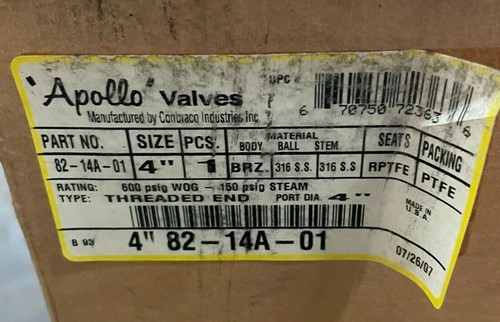 "Apollo" Valves
UPC
6 70750 72363 6
Manufactured by Conbraco Industries, Inc.
PART NO. SIZE PCS. MATERIAL SEATS PACKING
BODY BALL STEM
82-14A-01 4" 1 BRZ. 316 S.S 316 S.S RPTFE PTFE
RATING: 600 psig WOG - 150 psig STEAM
TYPE: THREADED END PORT DIA. 4"
MADE IN
U.S.A.
B 93 4" 82-14A-01
07/26/07